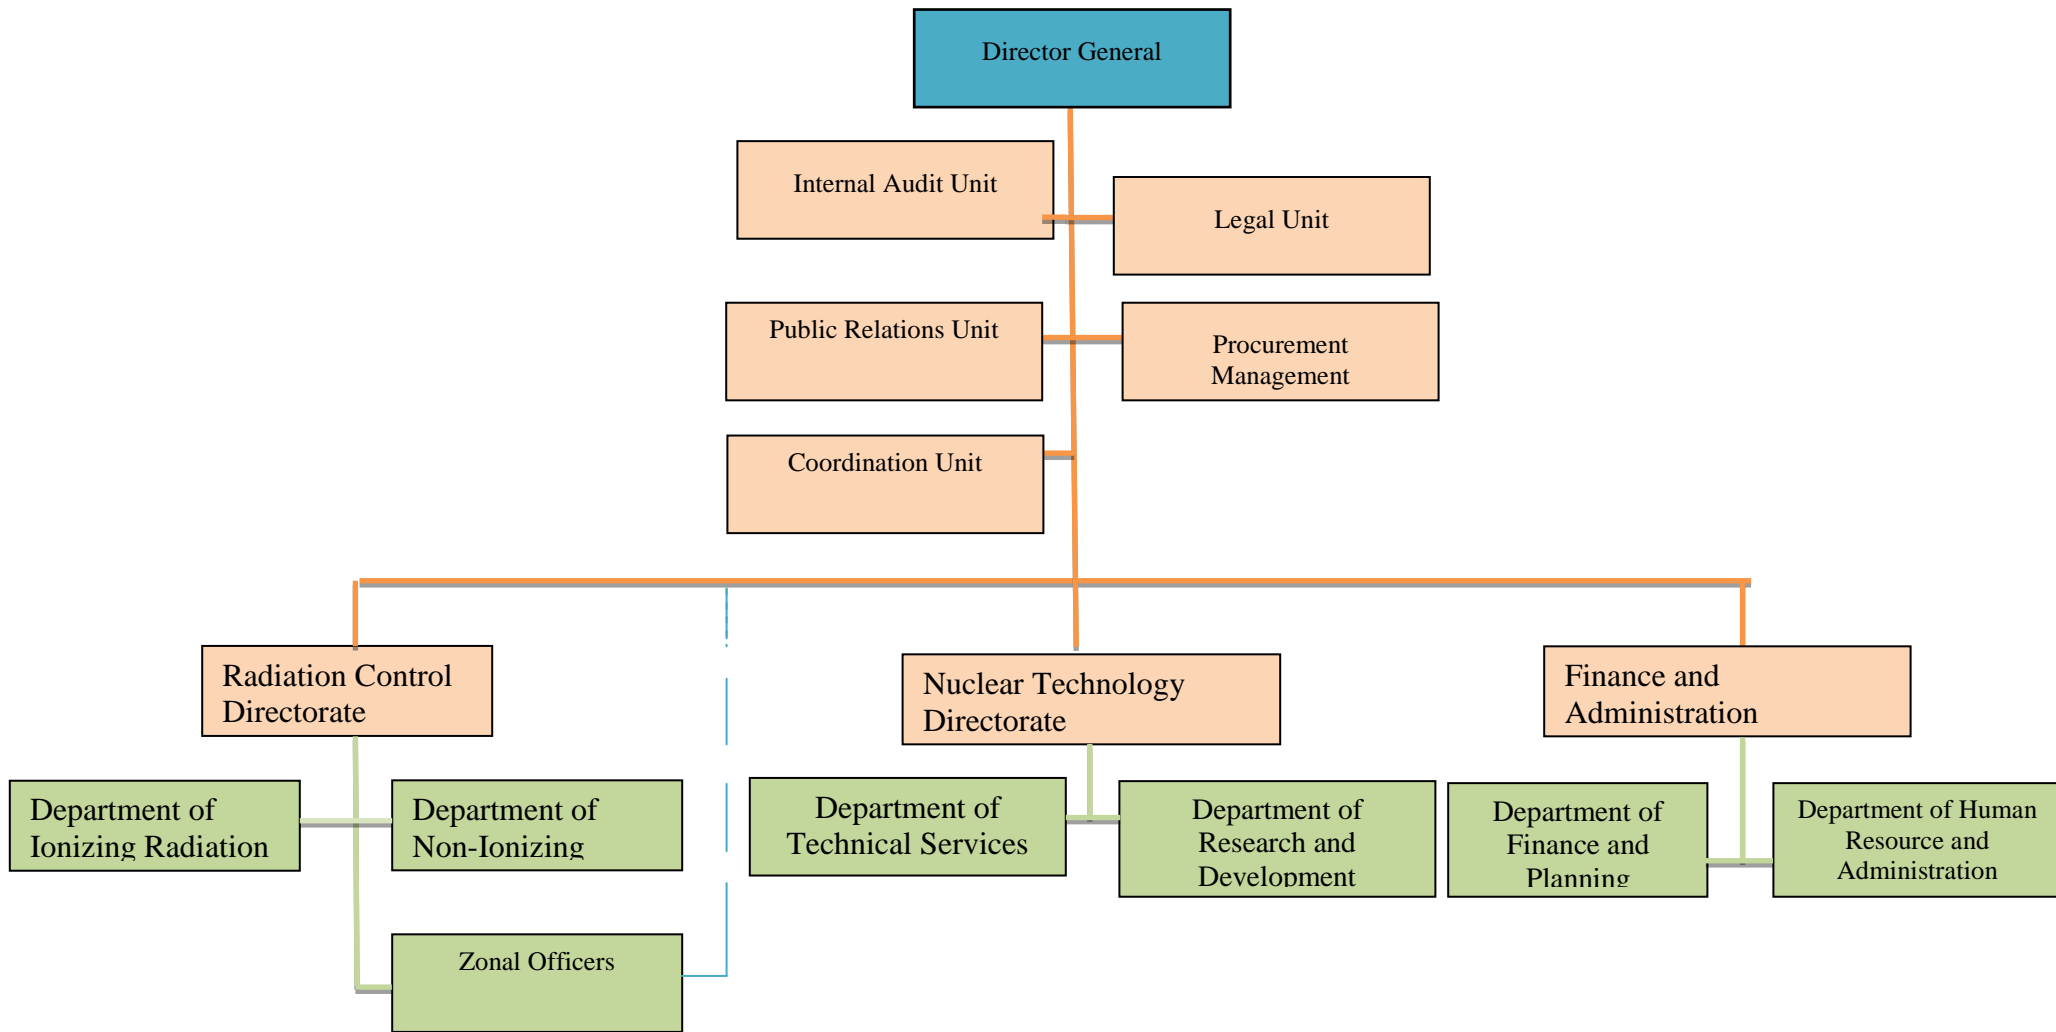 Director General
Internal Audit Unit
Legal Unit
Public Relations Unit
Procurement
Management
Coordination Unit
Radiation Control
Directorate
Nuclear Technology
Directorate
Finance and
Administration
Department of
Ionizing Radiation
Department of
Non-Ionizing
Department of
Technical Services
Department of
Research and
Development
Department of
Finance and
Planning
Department of Human
Resource and
Administration
Zonal Officers